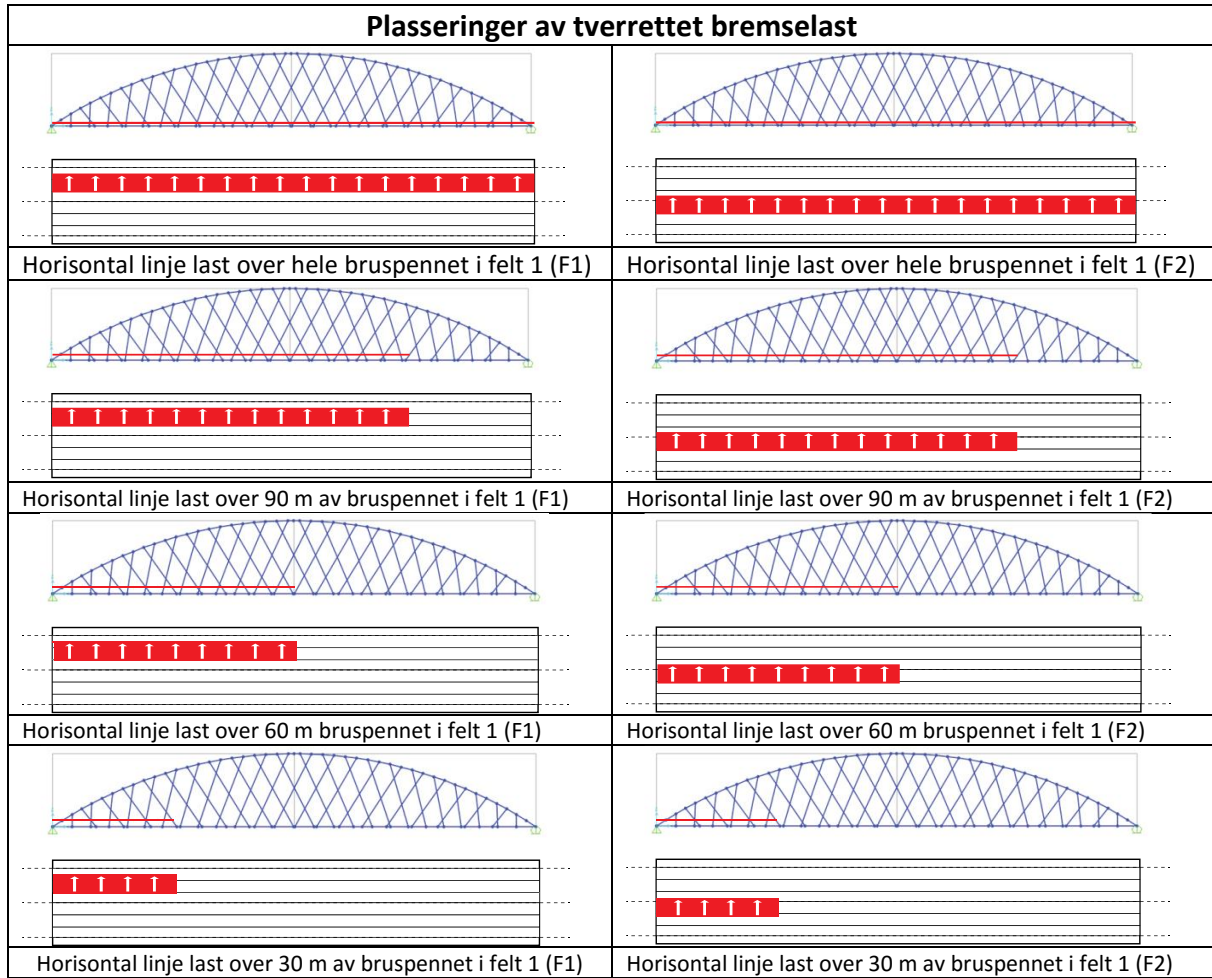 Plasseringer av tverrettet bremselast
Horisontal linje last over hele bruspennet i felt 1 (F1)
Horisontal linje last over hele bruspennet i felt 1 (F2)
Horisontal linje last over 90 m av bruspennet i felt 1 (F1)
Horisontal linje last over 90 m av bruspennet i felt 1 (F2)
Horisontal linje last over 60 m bruspennet i felt 1 (F1)
Horisontal linje last over 60 m bruspennet i felt 1 (F2)
Horisontal linje last over 30 m av bruspennet i felt 1 (F1)
Horisontal linje last over 30 m av bruspennet i felt 1 (F2)